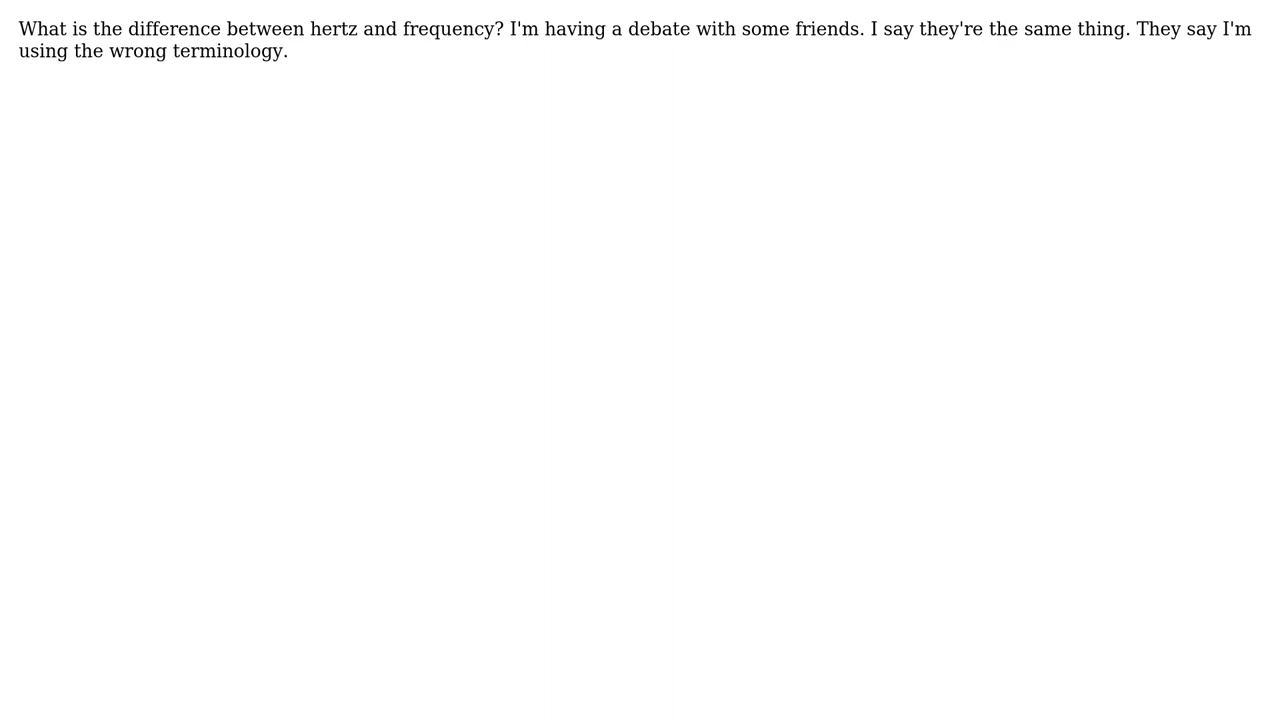 What is the difference between hertz and frequency? I'm having a debate with some friends. I say they're the same thing. They say I'm
using the wrong terminology.